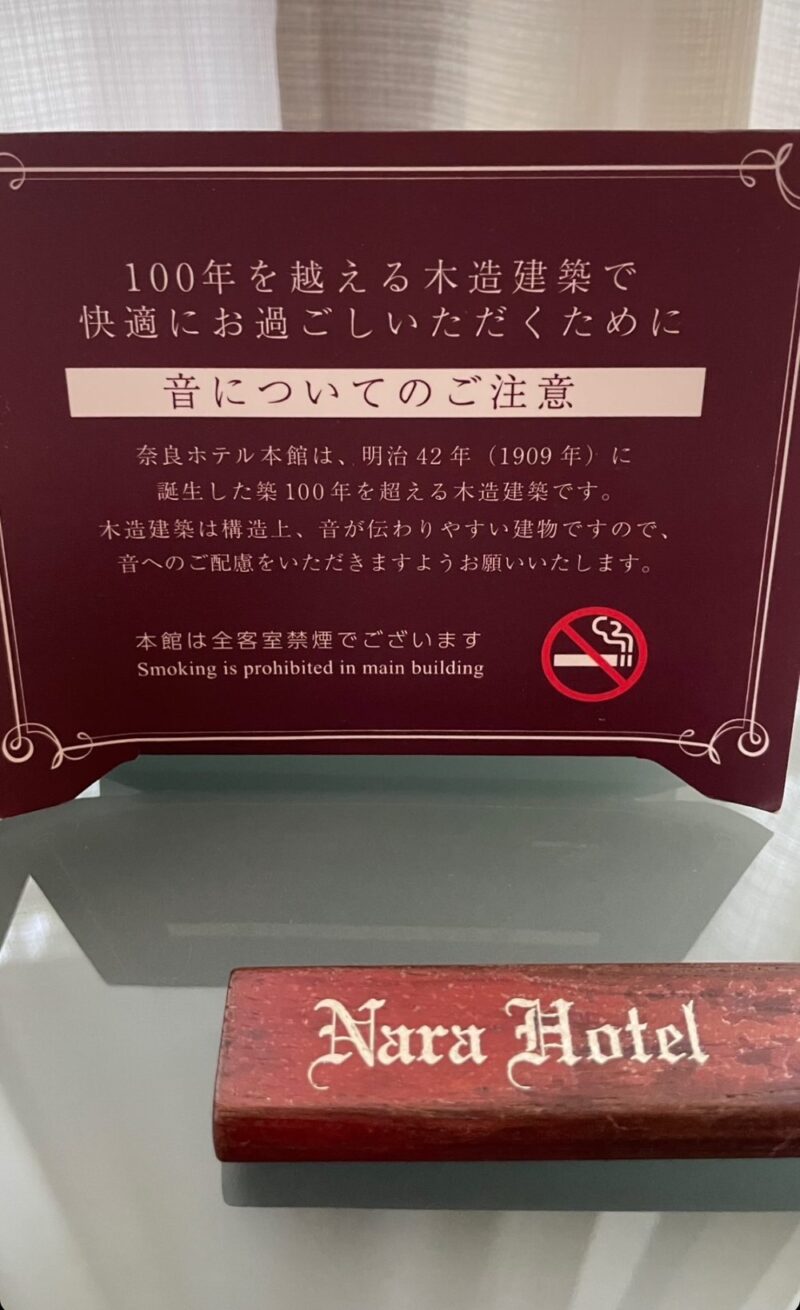 100年を越える木造建築で
快適にお過ごしいただくために
音についてのご注意
奈良ホテル本館は、明治42年（1909年）に
誕生した築100年を超える木造建築です。
木造建築は構造上、音が伝わりやすい建物ですので、
音へのご配慮をいただきますようお願いいたします。
本館は全客室禁煙でございます
Smoking is prohibited in main building
Nara Hotel